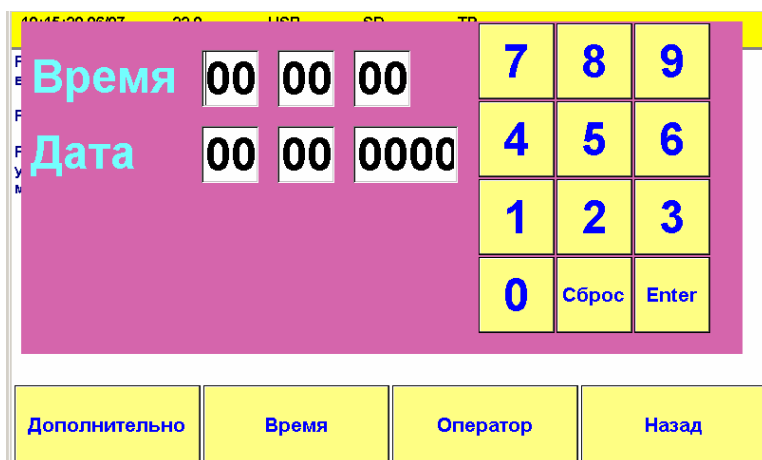 Время 00 00 00
Дата 00 00 0000
7 8 9
4 5 6
1 2 3
0 Сброс Enter
Дополнительно Время Оператор Назад